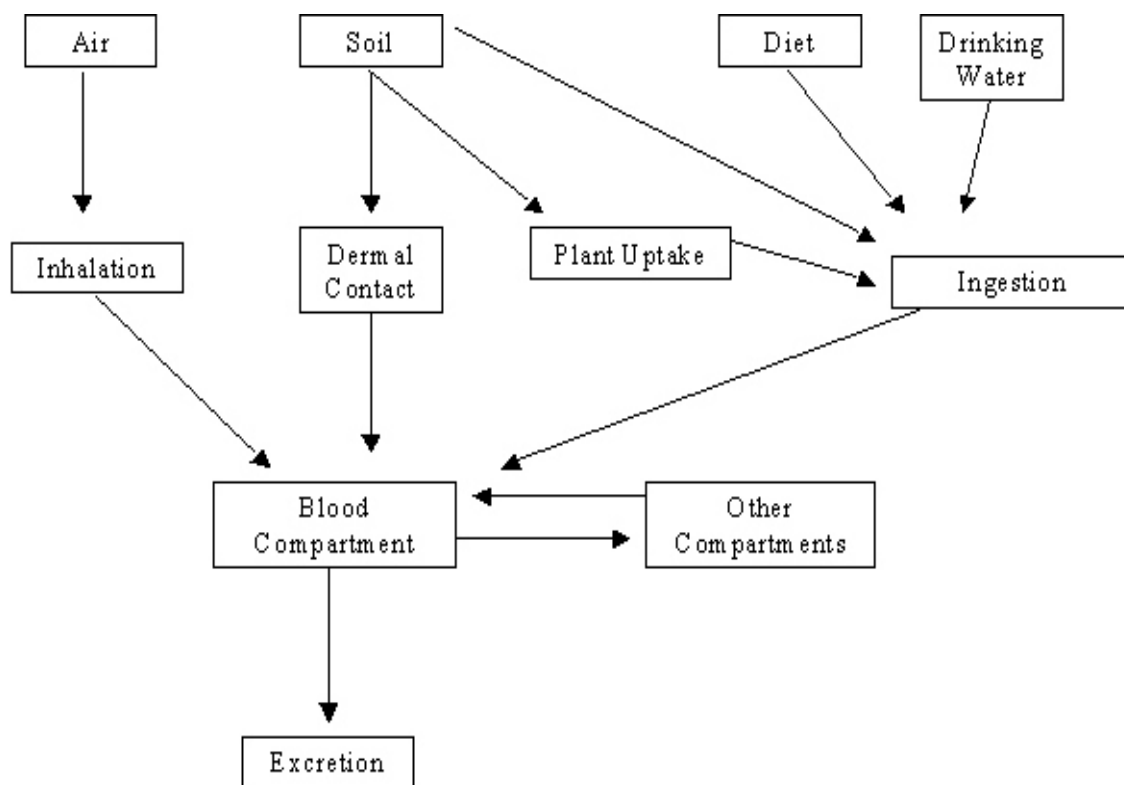 Air
Soil
Diet
Drinking
Water
Inhalation
Dermal
Contact
Plant Uptake
Ingestion
Blood
Compartment
Other
Compartments
Excretion